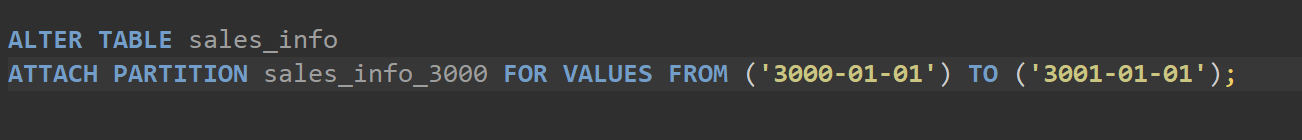 ALTER TABLE sales_info
ATTACH PARTITION sales_info_3000 FOR VALUES FROM ('3000-01-01') TO ('3001-01-01');